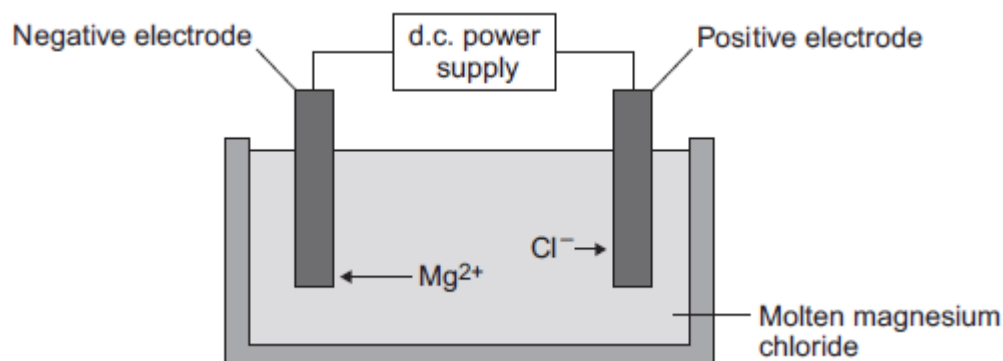 Negative electrode
d.c. power
supply
Positive electrode
Cl⁻
Mg²⁺
Molten magnesium
chloride